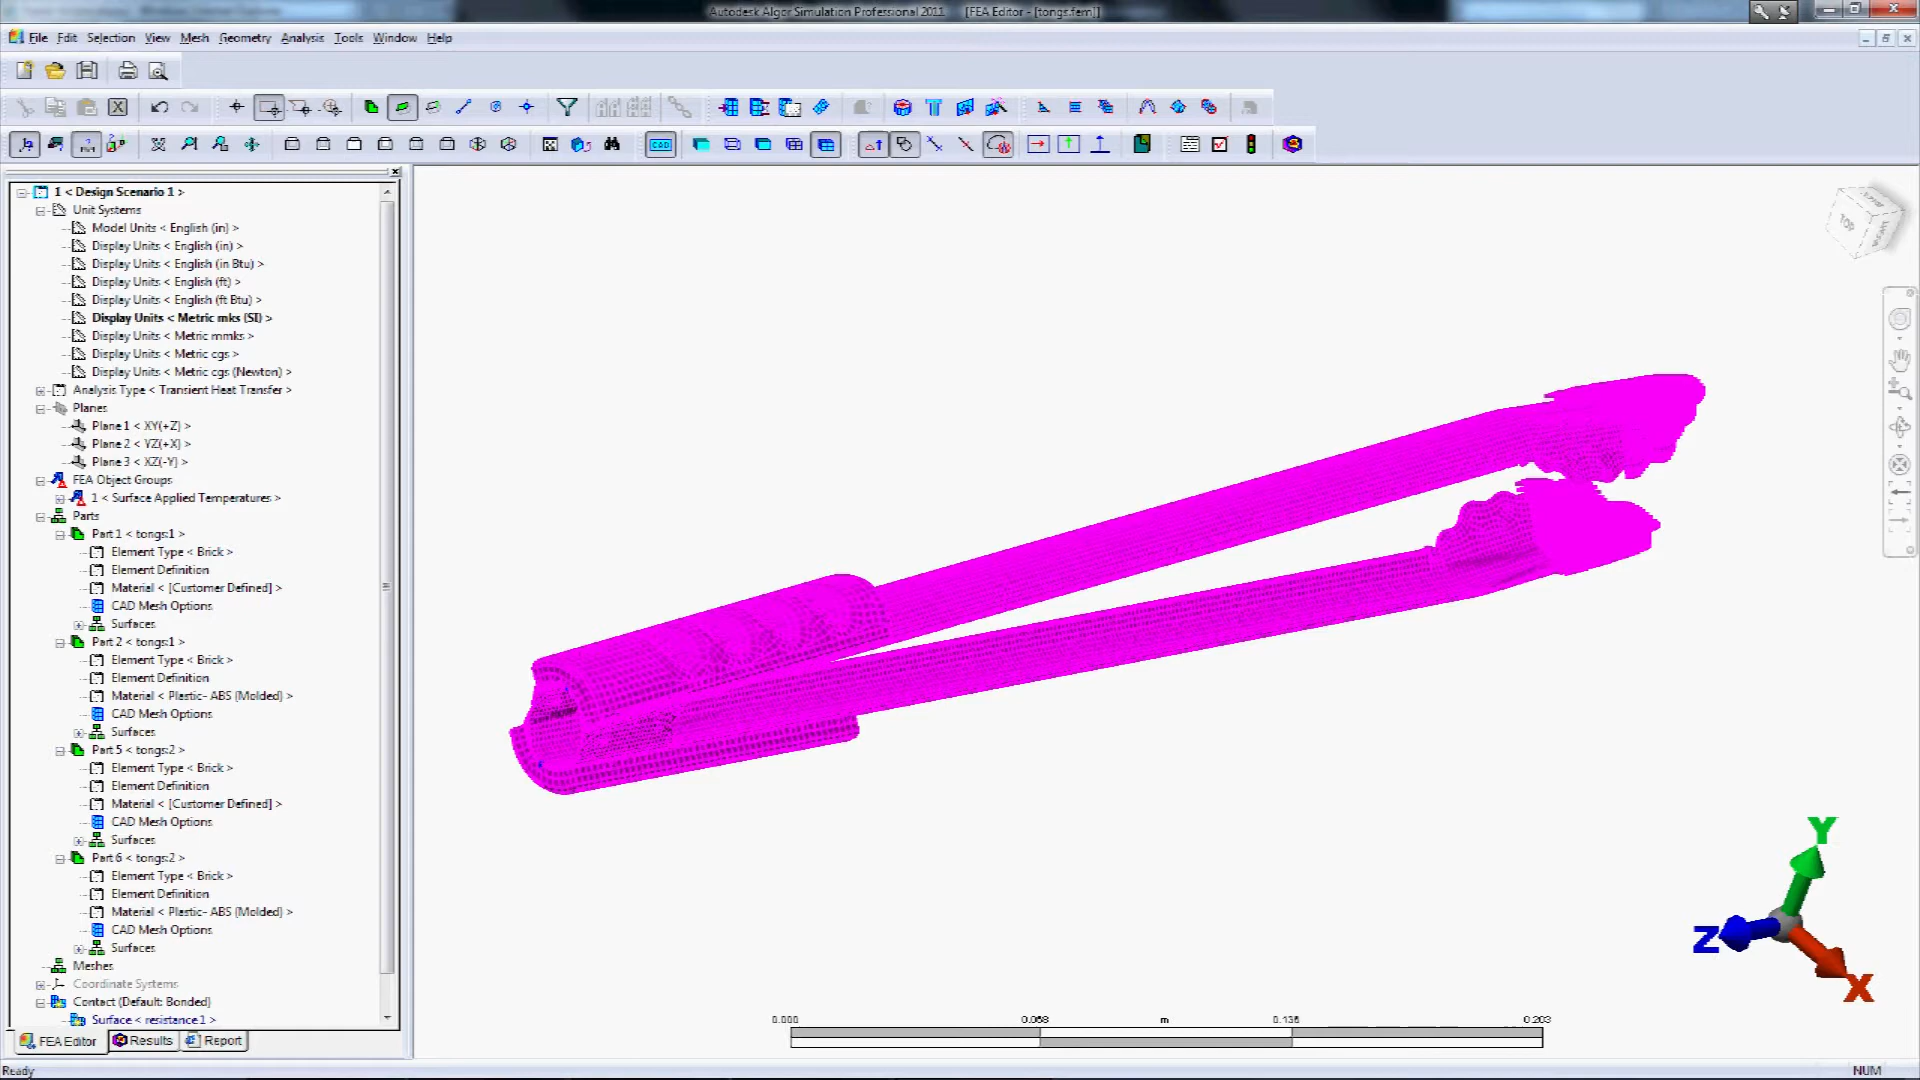 Autodesk Algor Simulation Professional 2011 [FEA Editor - [tongs.fem]]
File Edit Selection View Mesh Geometry Analysis Tools Window Help
CAD
1 < Design Scenario 1 >
Unit Systems
Model Units < English (in) >
Display Units < English (in) >
Display Units < English (in Btu) >
Display Units < English (ft) >
Display Units < English (ft Btu) >
Display Units < Metric mks (SI) >
Display Units < Metric mmks >
Display Units < Metric cgs >
Display Units < Metric cgs (Newton) >
Analysis Type < Transient Heat Transfer >
Planes
Plane 1 < XY(+Z) >
Plane 2 < YZ(+X) >
Plane 3 < XZ(-Y) >
FEA Object Groups
1 < Surface Applied Temperatures >
Parts
Part 1 < tongs:1 >
Element Type < Brick >
Element Definition
Material < [Customer Defined] >
CAD Mesh Options
Surfaces
Part 2 < tongs:1 >
Element Type < Brick >
Element Definition
Material < Plastic- ABS (Molded) >
CAD Mesh Options
Surfaces
Part 5 < tongs:2 >
Element Type < Brick >
Element Definition
Material < [Customer Defined] >
CAD Mesh Options
Surfaces
Part 6 < tongs:2 >
Element Type < Brick >
Element Definition
Material < Plastic- ABS (Molded) >
CAD Mesh Options
Surfaces
Meshes
Coordinate Systems
Contact (Default: Bonded)
Surface < resistance 1 >
FEA Editor Results Report
TOP
Y
Z
X
0.000 0.068 m 0.135 0.203
Ready NUM